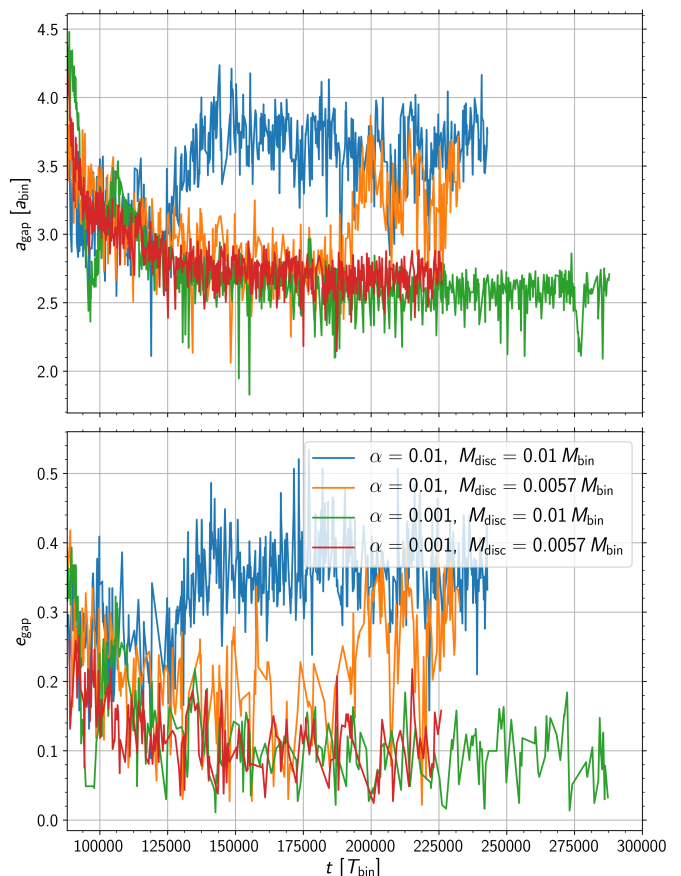 4.5
4.0
3.5
3.0
2.5
2.0
a_gap [a_bin]
0.5
0.4
0.3
0.2
0.1
0.0
e_gap
α = 0.01, M_disc = 0.01 M_bin
α = 0.01, M_disc = 0.0057 M_bin
α = 0.001, M_disc = 0.01 M_bin
α = 0.001, M_disc = 0.0057 M_bin
100000 125000 150000 175000 200000 225000 250000 275000 300000
t [T_bin]